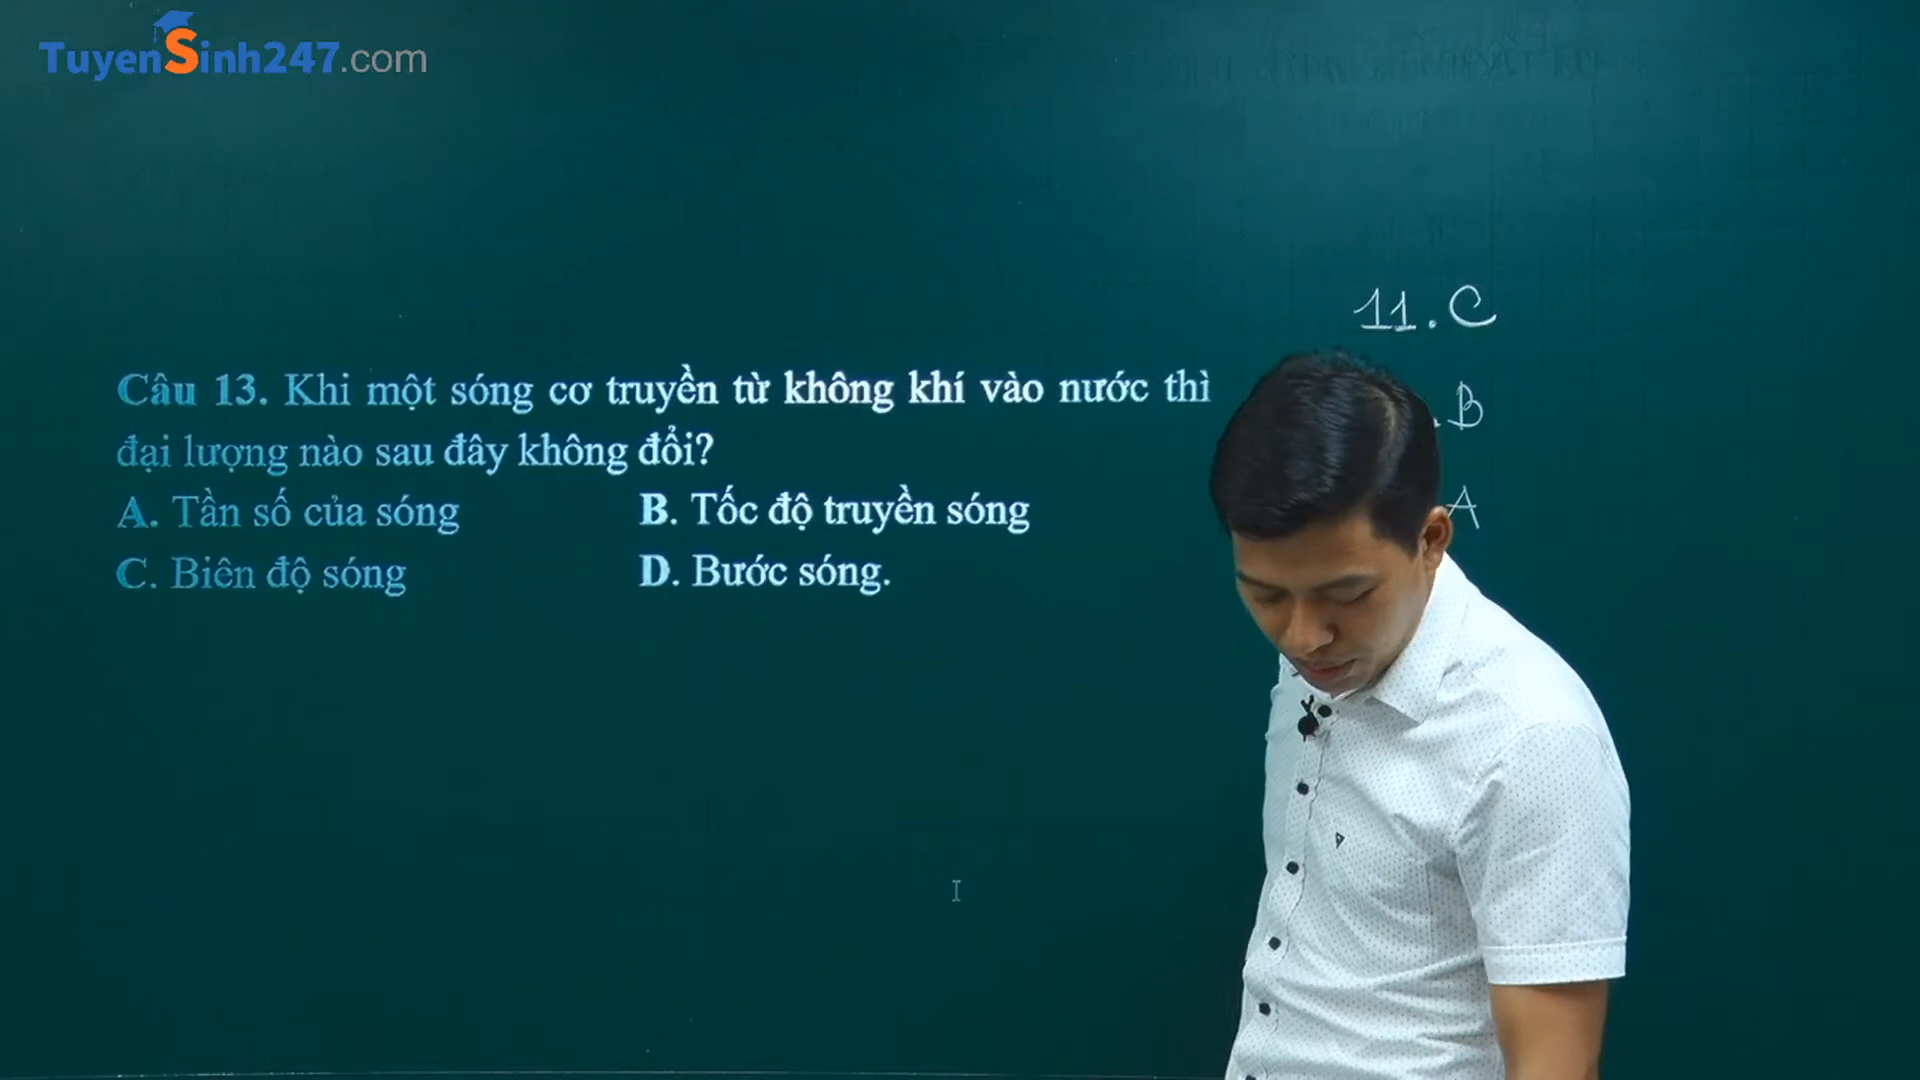 TuyenSinh247.com
11.C
Câu 13. Khi một sóng cơ truyền từ không khí vào nước thì
.B
đại lượng nào sau đây không đổi?
A. Tần số của sóng B. Tốc độ truyền sóng
A
C. Biên độ sóng D. Bước sóng.